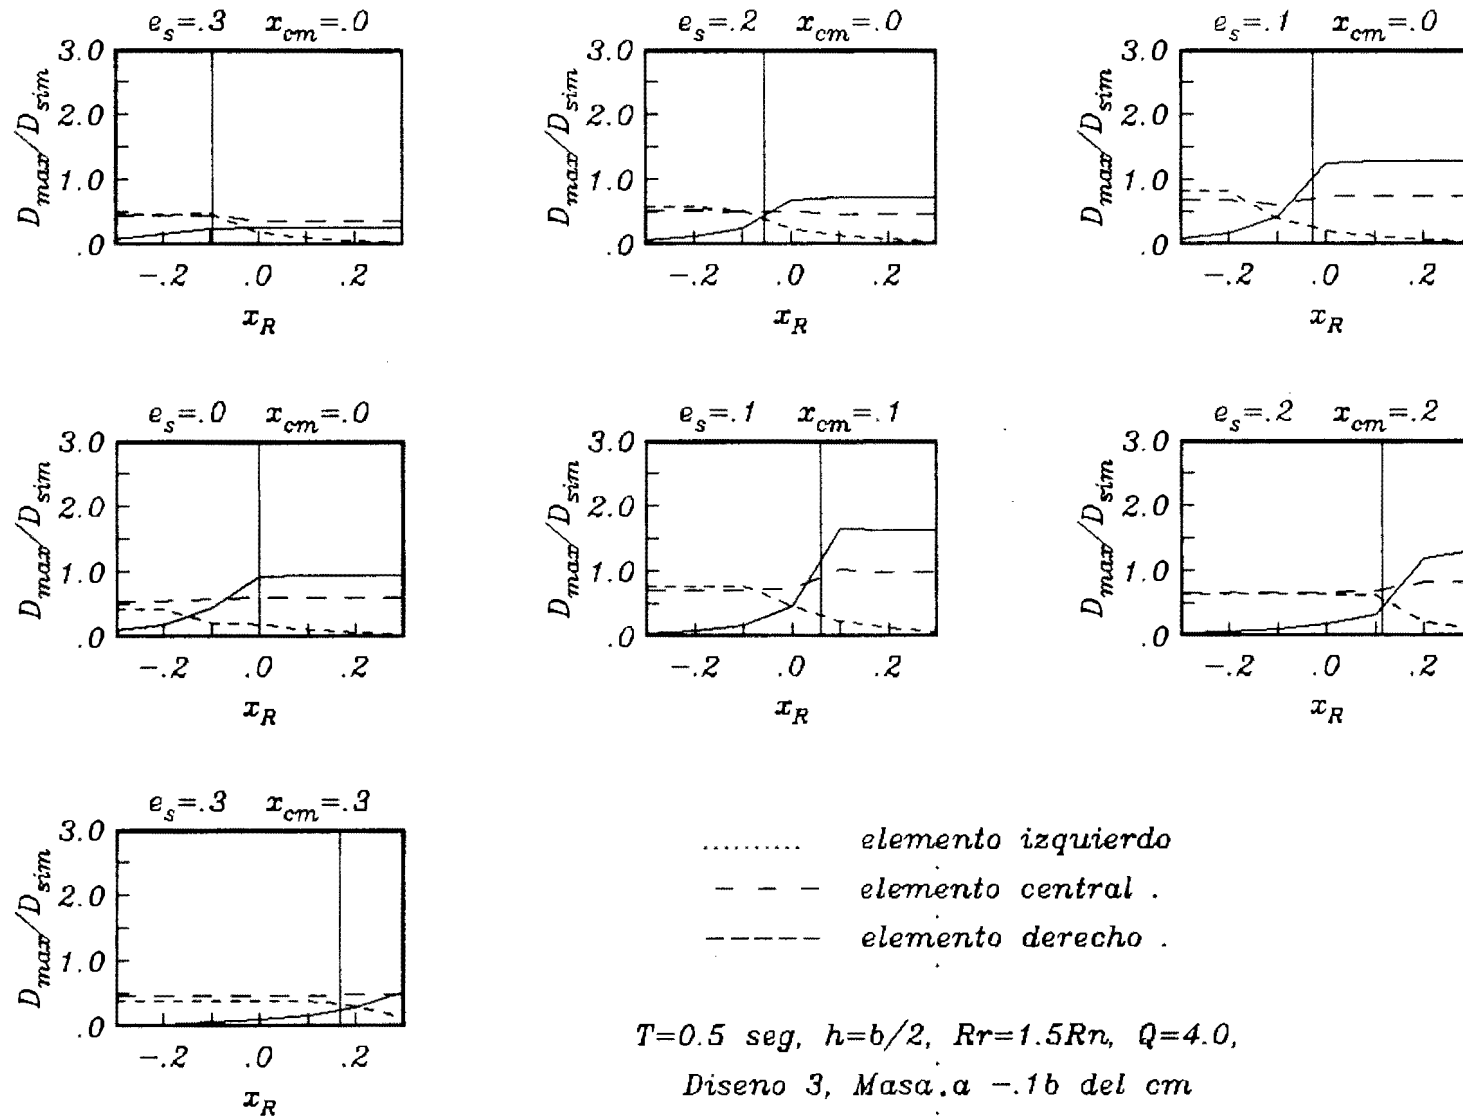 e_s=.3 x_cm=.0
3.0
2.0
1.0
.0
D_max/D_sim
-.2 .0 .2
x_R
e_s=.2 x_cm=.0
3.0
2.0
1.0
.0
D_max/D_sim
-.2 .0 .2
x_R
e_s=.1 x_cm=.0
3.0
2.0
1.0
.0
D_max/D_sim
-.2 .0 .2
x_R
e_s=.0 x_cm=.0
3.0
2.0
1.0
.0
D_max/D_sim
-.2 .0 .2
x_R
e_s=.1 x_cm=.1
3.0
2.0
1.0
.0
D_max/D_sim
-.2 .0 .2
x_R
e_s=.2 x_cm=.2
3.0
2.0
1.0
.0
D_max/D_sim
-.2 .0 .2
x_R
e_s=.3 x_cm=.3
3.0
2.0
1.0
.0
D_max/D_sim
-.2 .0 .2
x_R
elemento izquierdo
elemento central .
elemento derecho .
T=0.5 seg, h=b/2, Rr=1.5Rn, Q=4.0,
Diseno 3, Masa a -.1b del cm